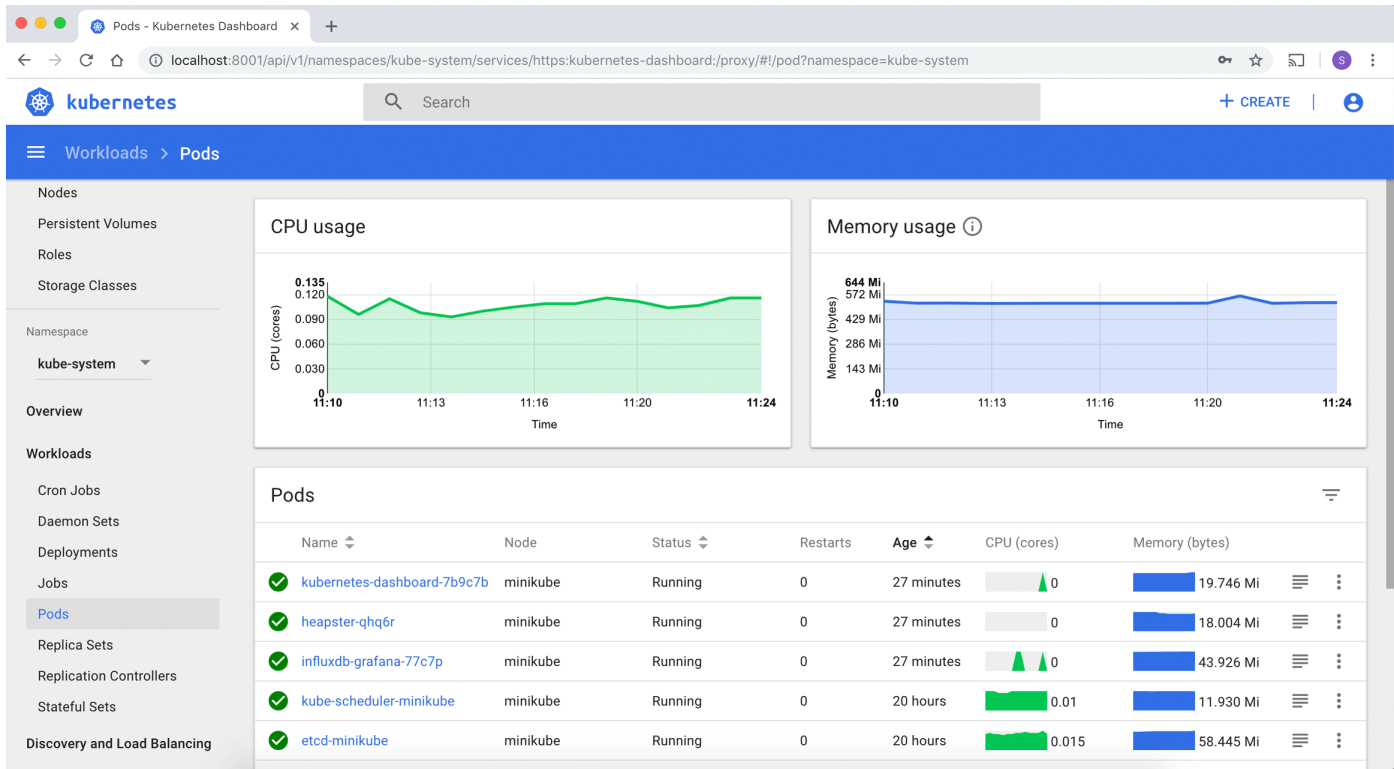 Pods - Kubernetes Dashboard
localhost:8001/api/v1/namespaces/kube-system/services/https:kubernetes-dashboard:/proxy/#!/pod?namespace=kube-system
S
kubernetes
Search
+ CREATE
Workloads > Pods
Nodes
Persistent Volumes
Roles
Storage Classes
Namespace
kube-system
Overview
Workloads
Cron Jobs
Daemon Sets
Deployments
Jobs
Pods
Replica Sets
Replication Controllers
Stateful Sets
Discovery and Load Balancing
CPU usage
CPU (cores)
0.135
0.120
0.090
0.060
0.030
0
11:10 11:13 11:16 11:20 11:24
Time
Memory usage
Memory (bytes)
644 Mi
572 Mi
429 Mi
286 Mi
143 Mi
0
11:10 11:13 11:16 11:20 11:24
Time
Pods
Name Node Status Restarts Age CPU (cores) Memory (bytes)
kubernetes-dashboard-7b9c7b minikube Running 0 27 minutes 0 19.746 Mi
heapster-qhq6r minikube Running 0 27 minutes 0 18.004 Mi
influxdb-grafana-77c7p minikube Running 0 27 minutes 0 43.926 Mi
kube-scheduler-minikube minikube Running 0 20 hours 0.01 11.930 Mi
etcd-minikube minikube Running 0 20 hours 0.015 58.445 Mi